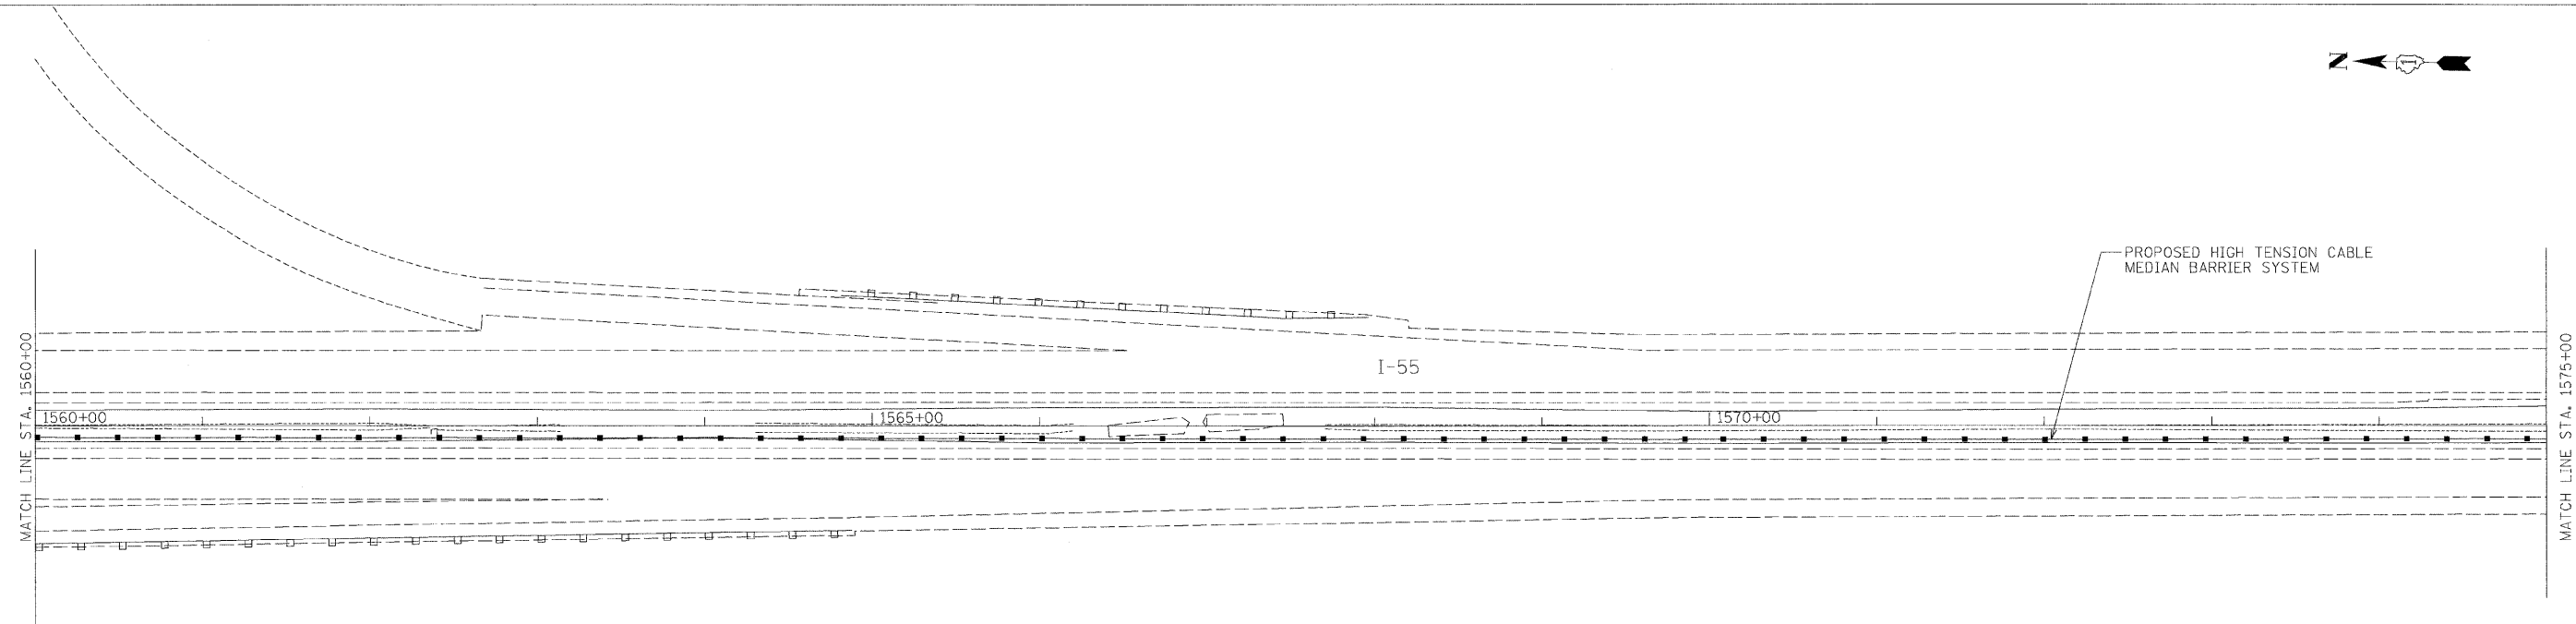 N
PROPOSED HIGH TENSION CABLE
MEDIAN BARRIER SYSTEM
I-55
1560+00
1565+00
1570+00
MATCH LINE STA. 1560+00
MATCH LINE STA. 1575+00